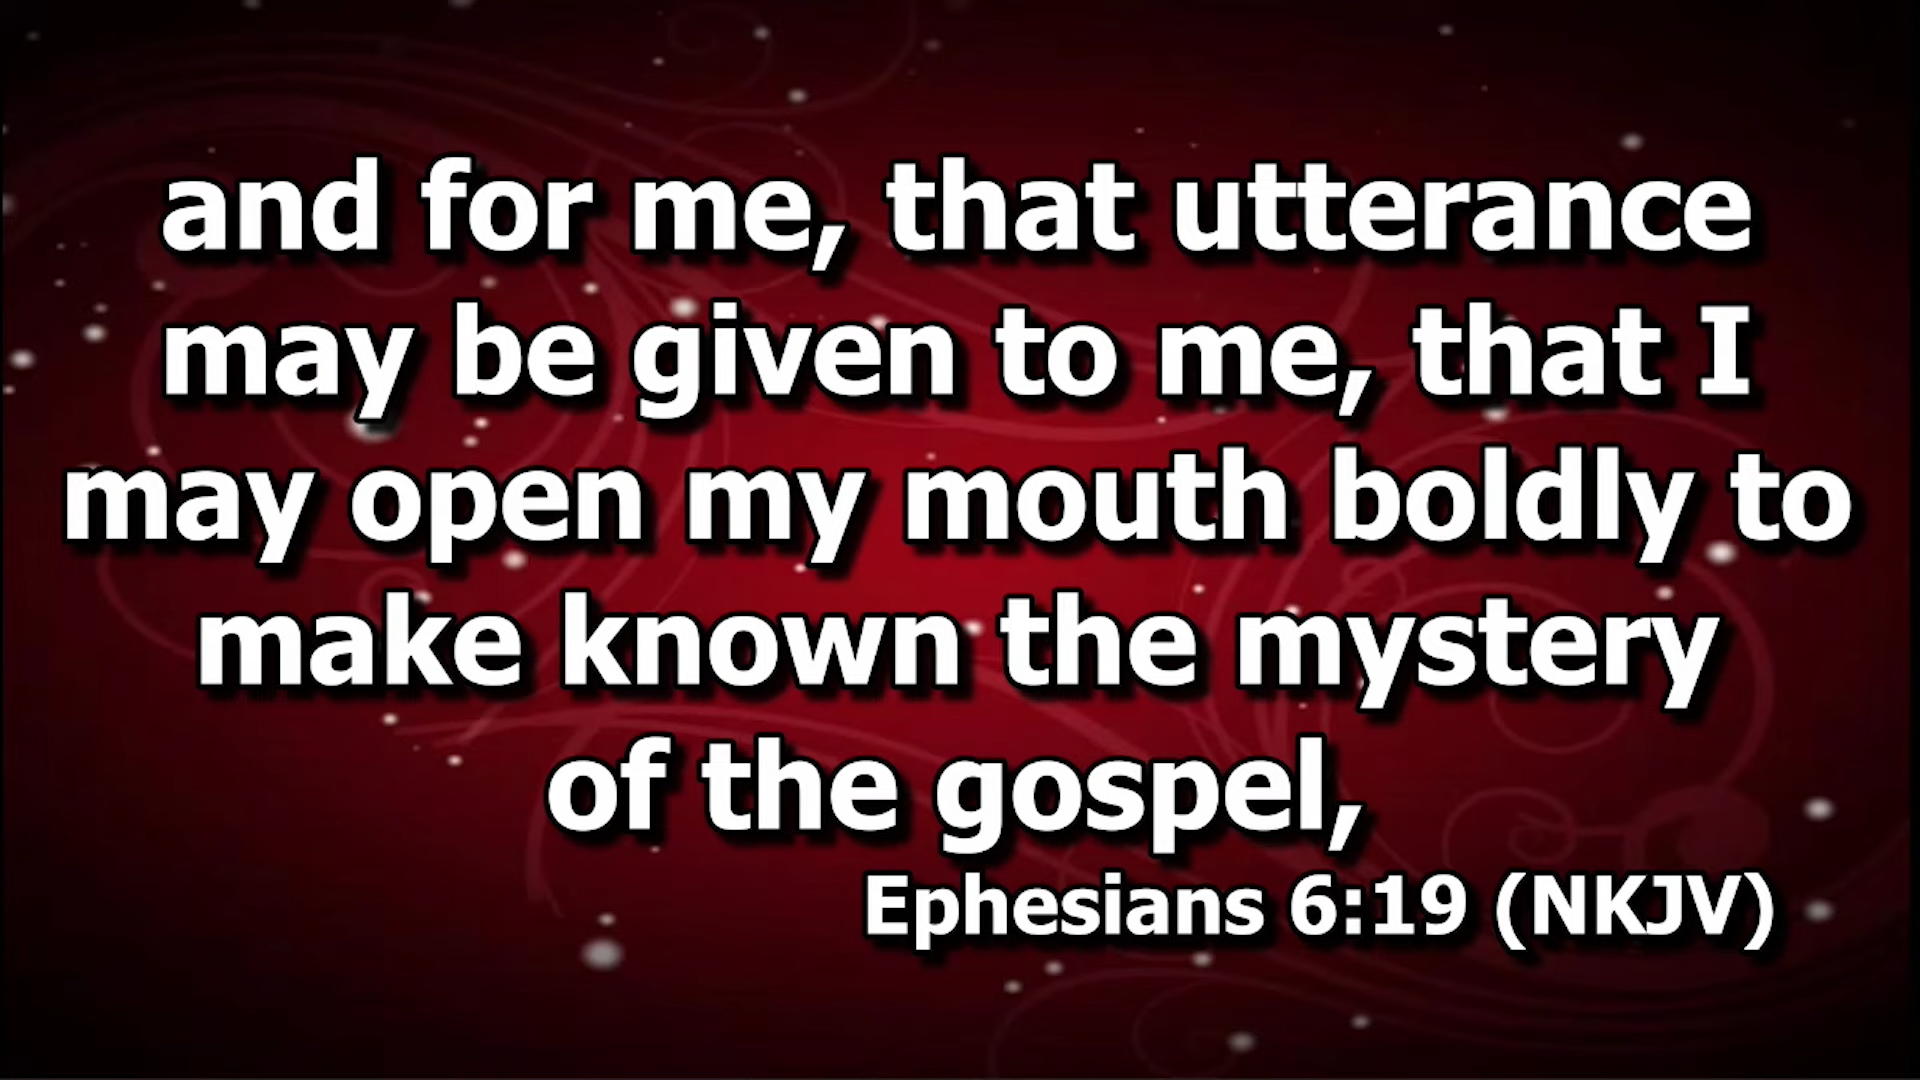 and for me, that utterance
may be given to me, that I
may open my mouth boldly to
make known the mystery
of the gospel,
Ephesians 6:19 (NKJV)